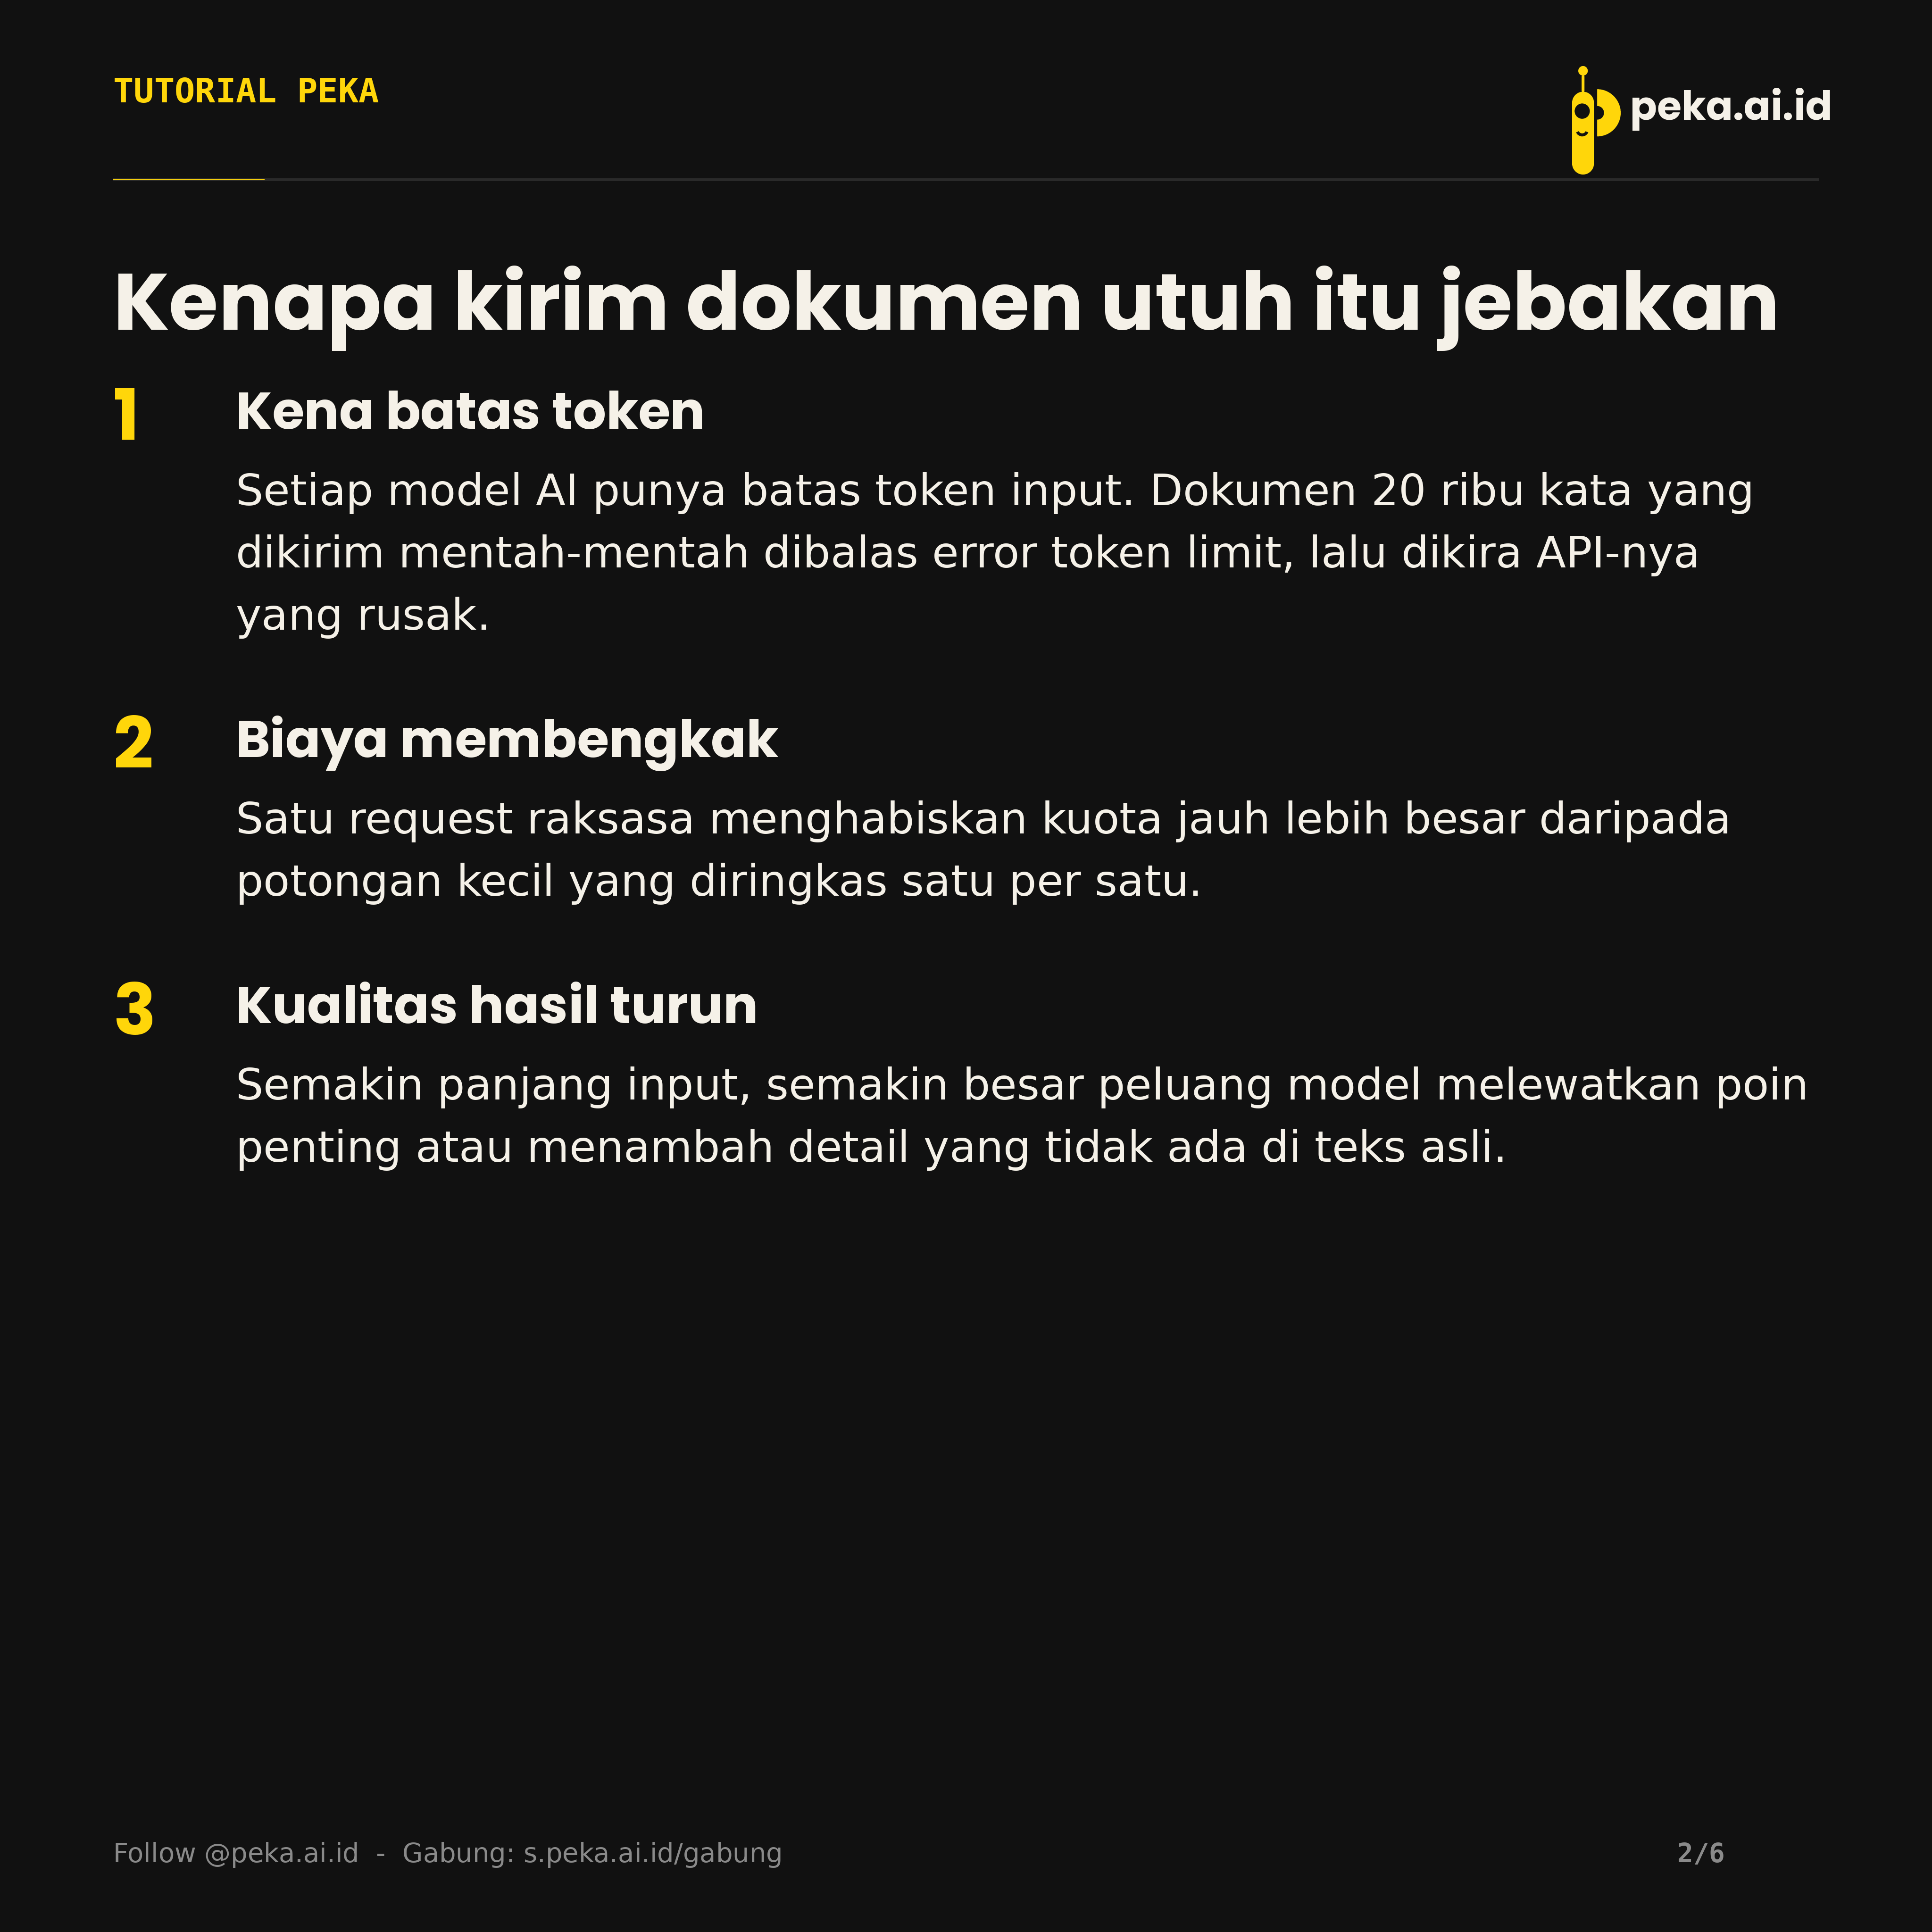 TUTORIAL PEKA
peka.ai.id
Kenapa kirim dokumen utuh itu jebakan
1
Kena batas token
Setiap model AI punya batas token input. Dokumen 20 ribu kata yang
dikirim mentah-mentah dibalas error token limit, lalu dikira API-nya
yang rusak.
2
Biaya membengkak
Satu request raksasa menghabiskan kuota jauh lebih besar daripada
potongan kecil yang diringkas satu per satu.
3
Kualitas hasil turun
Semakin panjang input, semakin besar peluang model melewatkan poin
penting atau menambah detail yang tidak ada di teks asli.
Follow @peka.ai.id - Gabung: s.peka.ai.id/gabung
2/6